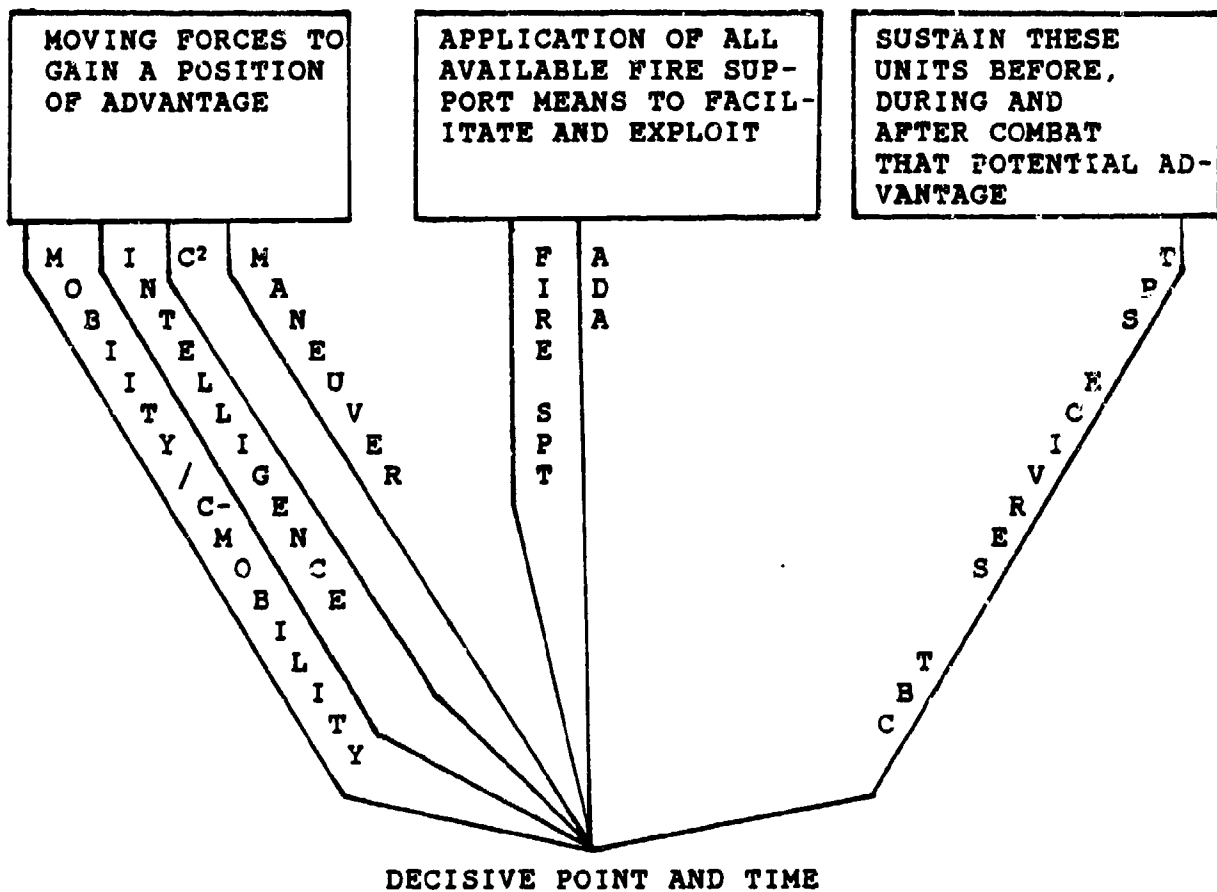 MOVING FORCES TO
GAIN A POSITION
OF ADVANTAGE
APPLICATION OF ALL
AVAILABLE FIRE SUP-
PORT MEANS TO FACIL-
ITATE AND EXPLOIT
SUSTAIN THESE
UNITS BEFORE,
DURING AND
AFTER COMBAT
THAT POTENTIAL AD-
VANTAGE
MOBIITY/C-MOBILITY
INTELLIGENCE
C²
MANEUVER
FIRE SPT
ADA
CBT SERVICE SPT
DECISIVE POINT AND TIME